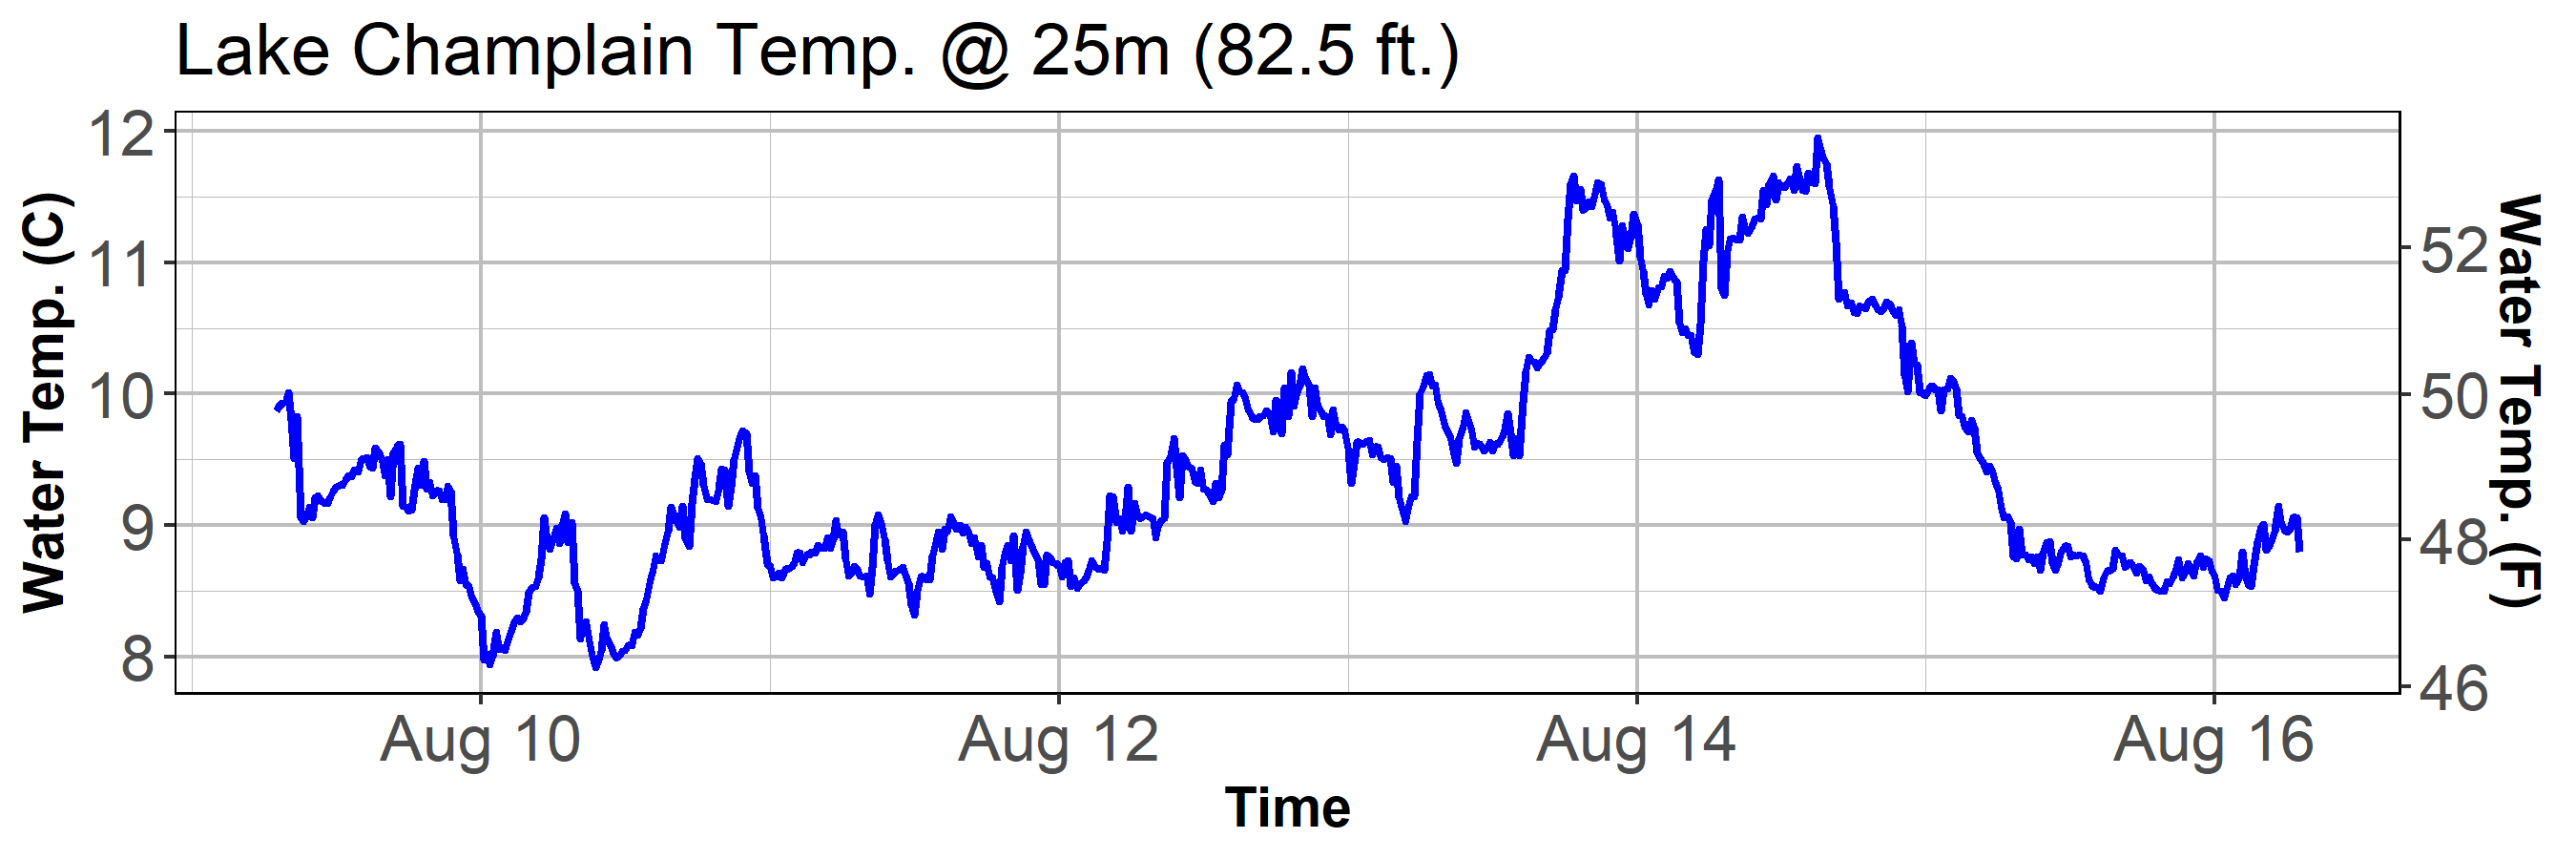 Lake Champlain Temp. @ 25m (82.5 ft.)
Water Temp. (C)
12
11
10
9
8
52
50
48
46
Water Temp. (F)
Aug 10
Aug 12
Aug 14
Aug 16
Time